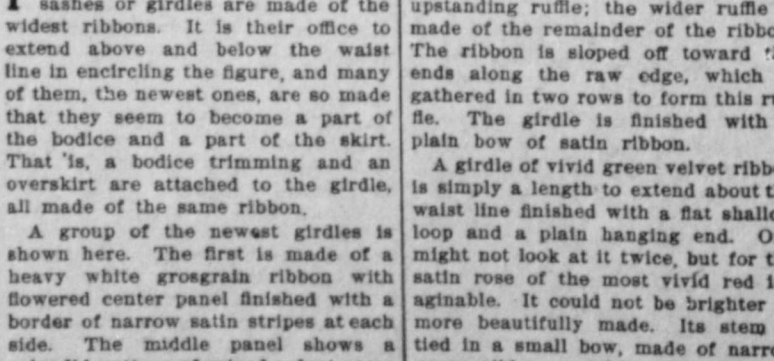 sashes or girdles are made of the
widest ribbons. It is their office to
extend above and below the waist
line in encircling the figure, and many
of them, the newest ones, are so made
that they seem to become a part of
the bodice and a part of the skirt.
That is, a bodice trimming and an
overskirt are attached to the girdle,
all made of the same ribbon.
A group of the newest girdles is
shown here. The first is made of a
heavy white grosgrain ribbon with
flowered center panel finished with a
border of narrow satin stripes at each
side. The middle panel shows a
upstanding ruffle; the wider ruffle
made of the remainder of the ribbo
The ribbon is sloped off toward t
ends along the raw edge, which
gathered in two rows to form this ru
fle. The girdle is finished with
plain bow of satin ribbon.
A girdle of vivid green velvet ribb
is simply a length to extend about t
waist line finished with a flat shallo
loop and a plain hanging end. O
might not look at it twice, but for t
satin rose of the most vivid red i
aginable. It could not be brighter
more beautifully made. Its stem
tied in a small bow, made of narr